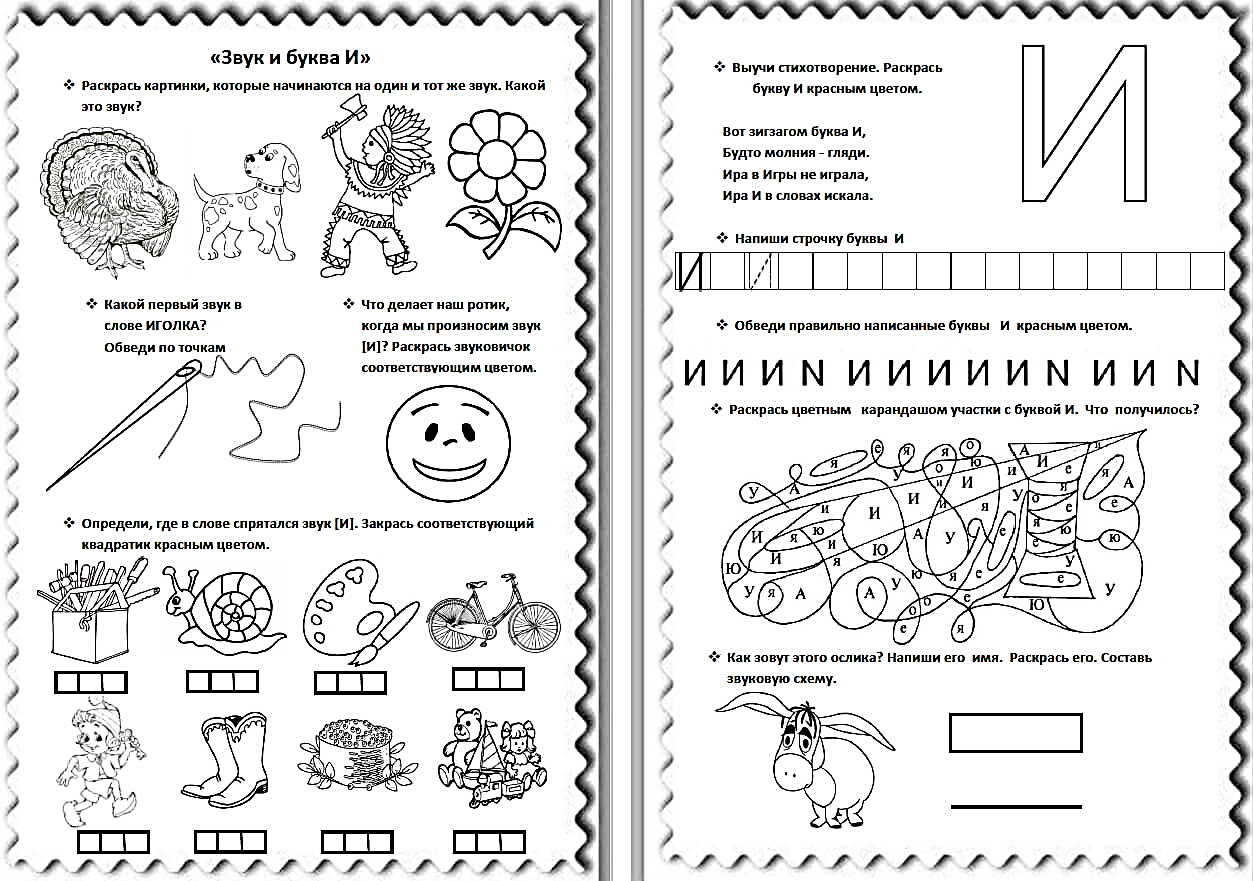 «Звук и буква И»
❖ Раскрась картинки, которые начинаются на один и тот же звук. Какой
это звук?
❖ Какой первый звук в
слове ИГОЛКА?
Обведи по точкам
❖ Что делает наш ротик,
когда мы произносим звук
[И]? Раскрась звуковичок
соответствующим цветом.
❖ Определи, где в слове спрятался звук [И]. Закрась соответствующий
квадратик красным цветом.
❖ Выучи стихотворение. Раскрась
букву И красным цветом.
И
Вот зигзагом буква И,
Будто молния - гляди.
Ира в Игры не играла,
Ира И в словах искала.
❖ Напиши строчку буквы И
И И
❖ Обведи правильно написанные буквы И красным цветом.
И И И N И И И И И N И И N
❖ Раскрась цветным карандашом участки с буквой И. Что получилось?
❖ Как зовут этого ослика? Напиши его имя. Раскрась его. Составь
звуковую схему.